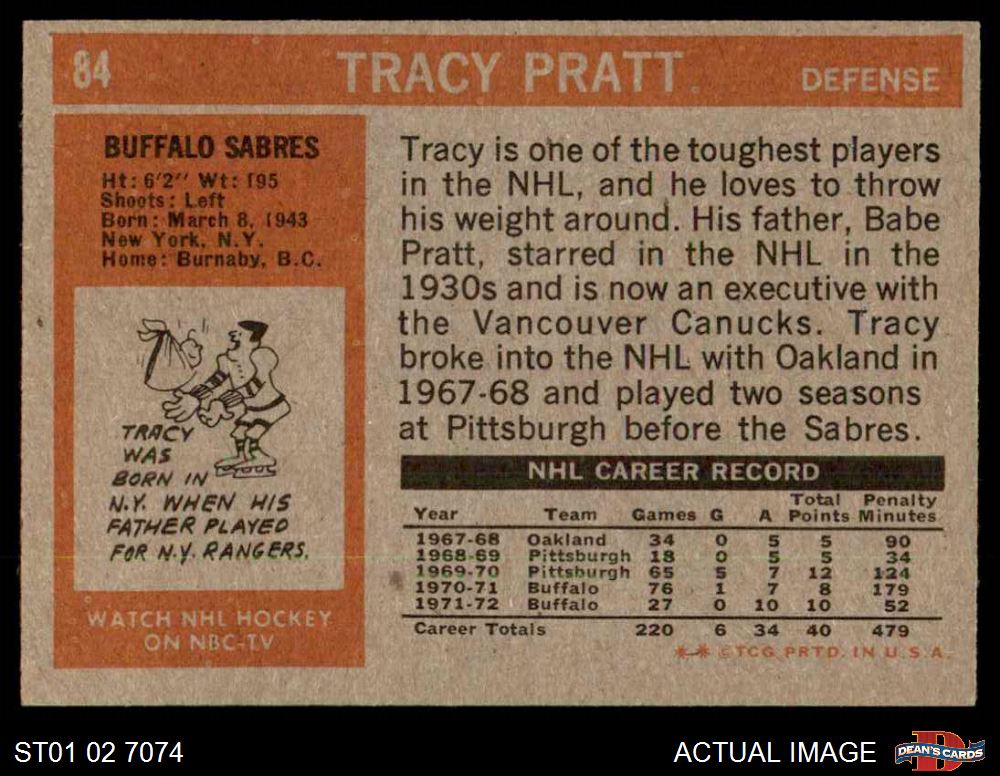 84 TRACY PRATT DEFENSE
BUFFALO SABRES
Ht: 6'2" Wt: 195
Shoots: Left
Born: March 8, 1943
New York, N.Y.
Home: Burnaby, B.C.
TRACY
WAS
BORN IN
N.Y. WHEN HIS
FATHER PLAYED
FOR N.Y. RANGERS.
WATCH NHL HOCKEY
ON NBC-TV
Tracy is one of the toughest players
in the NHL, and he loves to throw
his weight around. His father, Babe
Pratt, starred in the NHL in the
1930s and is now an executive with
the Vancouver Canucks. Tracy
broke into the NHL with Oakland in
1967-68 and played two seasons
at Pittsburgh before the Sabres.
NHL CAREER RECORD
Year Team Games G A Total Points Penalty Minutes
1967-68 Oakland 34 0 5 5 90
1968-69 Pittsburgh 18 0 5 5 34
1969-70 Pittsburgh 65 5 7 12 124
1970-71 Buffalo 76 1 7 8 179
1971-72 Buffalo 27 0 10 10 52
Career Totals 220 6 34 40 479
** © TCG PRTD. IN U.S.A.
ST01 02 7074
ACTUAL IMAGE
DEAN'S CARDS